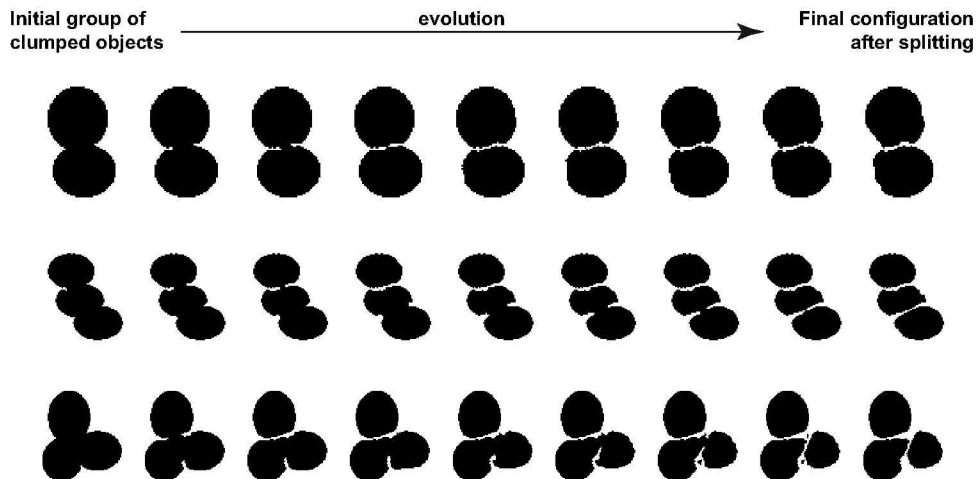 Initial group of
clumped objects
evolution
Final configuration
after splitting